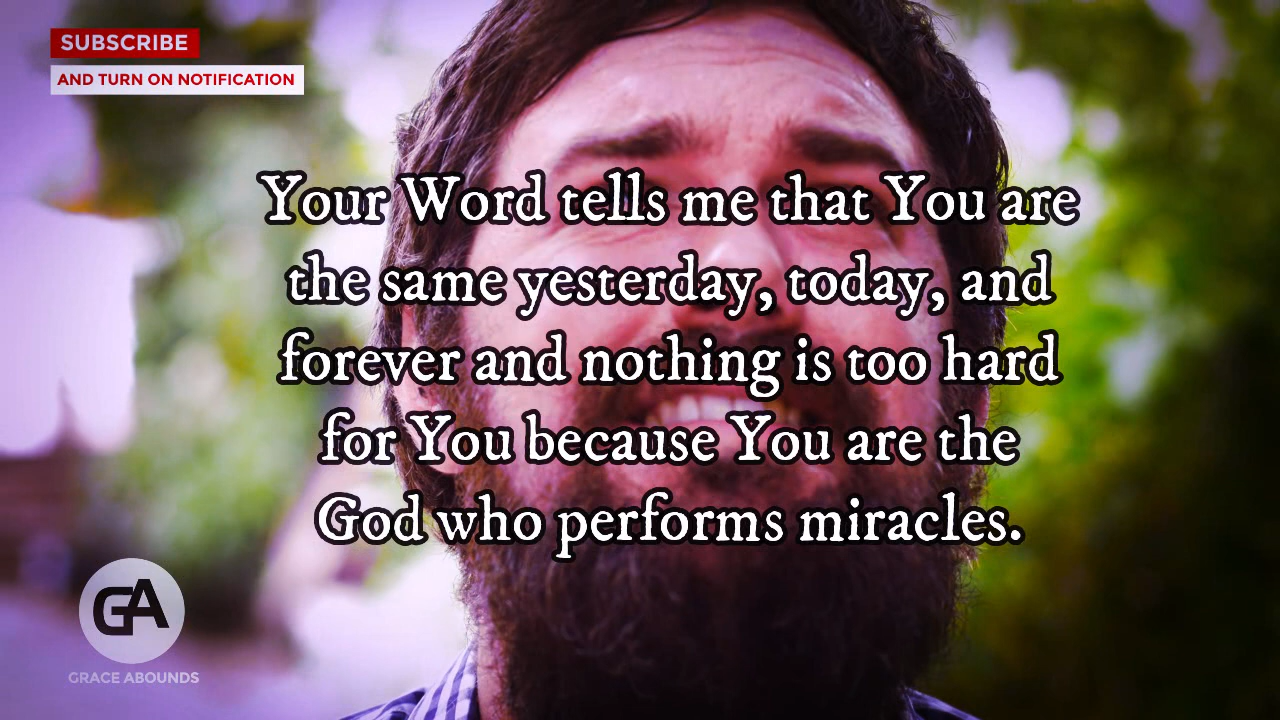 SUBSCRIBE
AND TURN ON NOTIFICATION
Your Word tells me that You are
the same yesterday, today, and
forever and nothing is too hard
for You because You are the
God who performs miracles.
GA
GRACE ABOUNDS